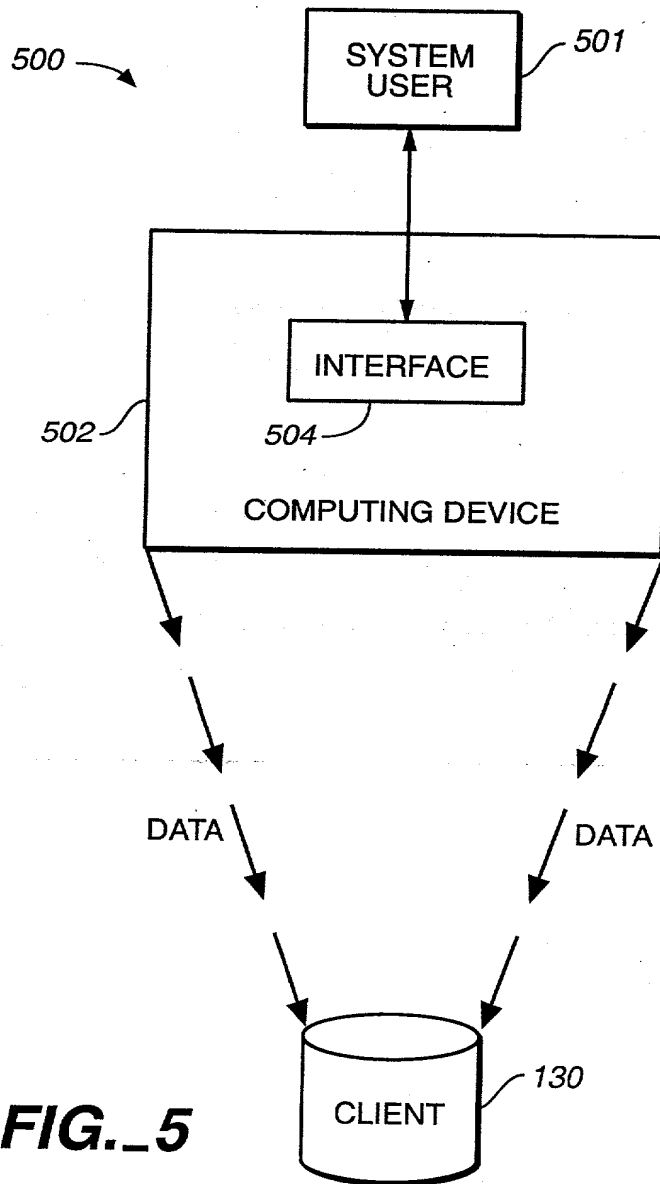 500
SYSTEM
USER
501
INTERFACE
502
504
COMPUTING DEVICE
DATA
DATA
CLIENT
130
FIG._5